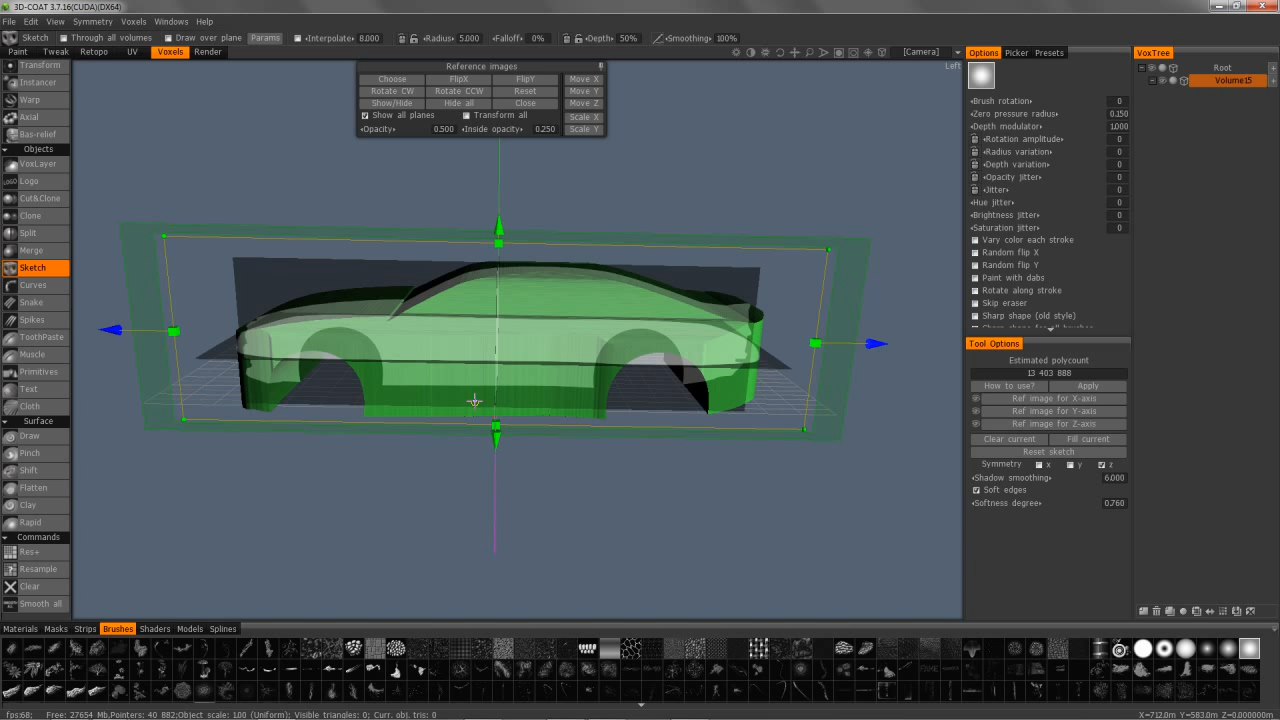 3D-COAT 3.7.16(CUDA)(DX64)
File Edit View Symmetry Voxels Windows Help
Sketch Through all volumes Draw over plane Params Interpolate 8.000 Radius: 5.000 Falloff: 0% Depth: 50% Smoothing: 100%
Paint Tweak Retopo UV Voxels Render [Camera] Options Picker Presets VoxTree
Transform
Instancer
Warp
Axial
Bas-relief
Objects
VoxLayer
LOGO Logo
Cut&Clone
Clone
Split
Merge
Sketch
Curves
Snake
Spikes
ToothPaste
Muscle
Primitives
Text
Cloth
Surface
Draw
Pinch
Shift
Flatten
Clay
Rapid
Commands
Res+
Resample
Clear
Smooth all
Reference images
Choose FlipX FlipY Move X
Rotate CW Rotate CCW Reset Move Y
Show/Hide Hide all Close Move Z
Show all planes Transform all Scale X
Opacity 0.500 Inside opacity 0.250 Scale Y
Left
Brush rotation: 0
Zero pressure radius: 0.150
Depth modulator: 1.000
Rotation amplitude: 0
Radius variation: 0
Depth variation: 0
Opacity jitter: 0
Jitter: 0
Hue jitter: 0
Brightness jitter: 0
Saturation jitter: 0
Vary color each stroke
Random flip X
Random flip Y
Paint with dabs
Rotate along stroke
Skip eraser
Sharp shape (old style)
Tool Options
Estimated polycount
13 403 888
How to use? Apply
Ref image for X-axis
Ref image for Y-axis
Ref image for Z-axis
Clear current Fill current
Reset sketch
Symmetry x y z
Shadow smoothing: 6.000
Soft edges
Softness degree: 0.760
Root
Volume15
Materials Masks Strips Brushes Shaders Models Splines
fps:68; Free: 27654_Mb,Pointers: 40_882;Object scale: 1.00 (Uniform); Visible triangles: 0; Curr. obj. tris: 0 X=712.0m Y=583.0m Z=0.000000m